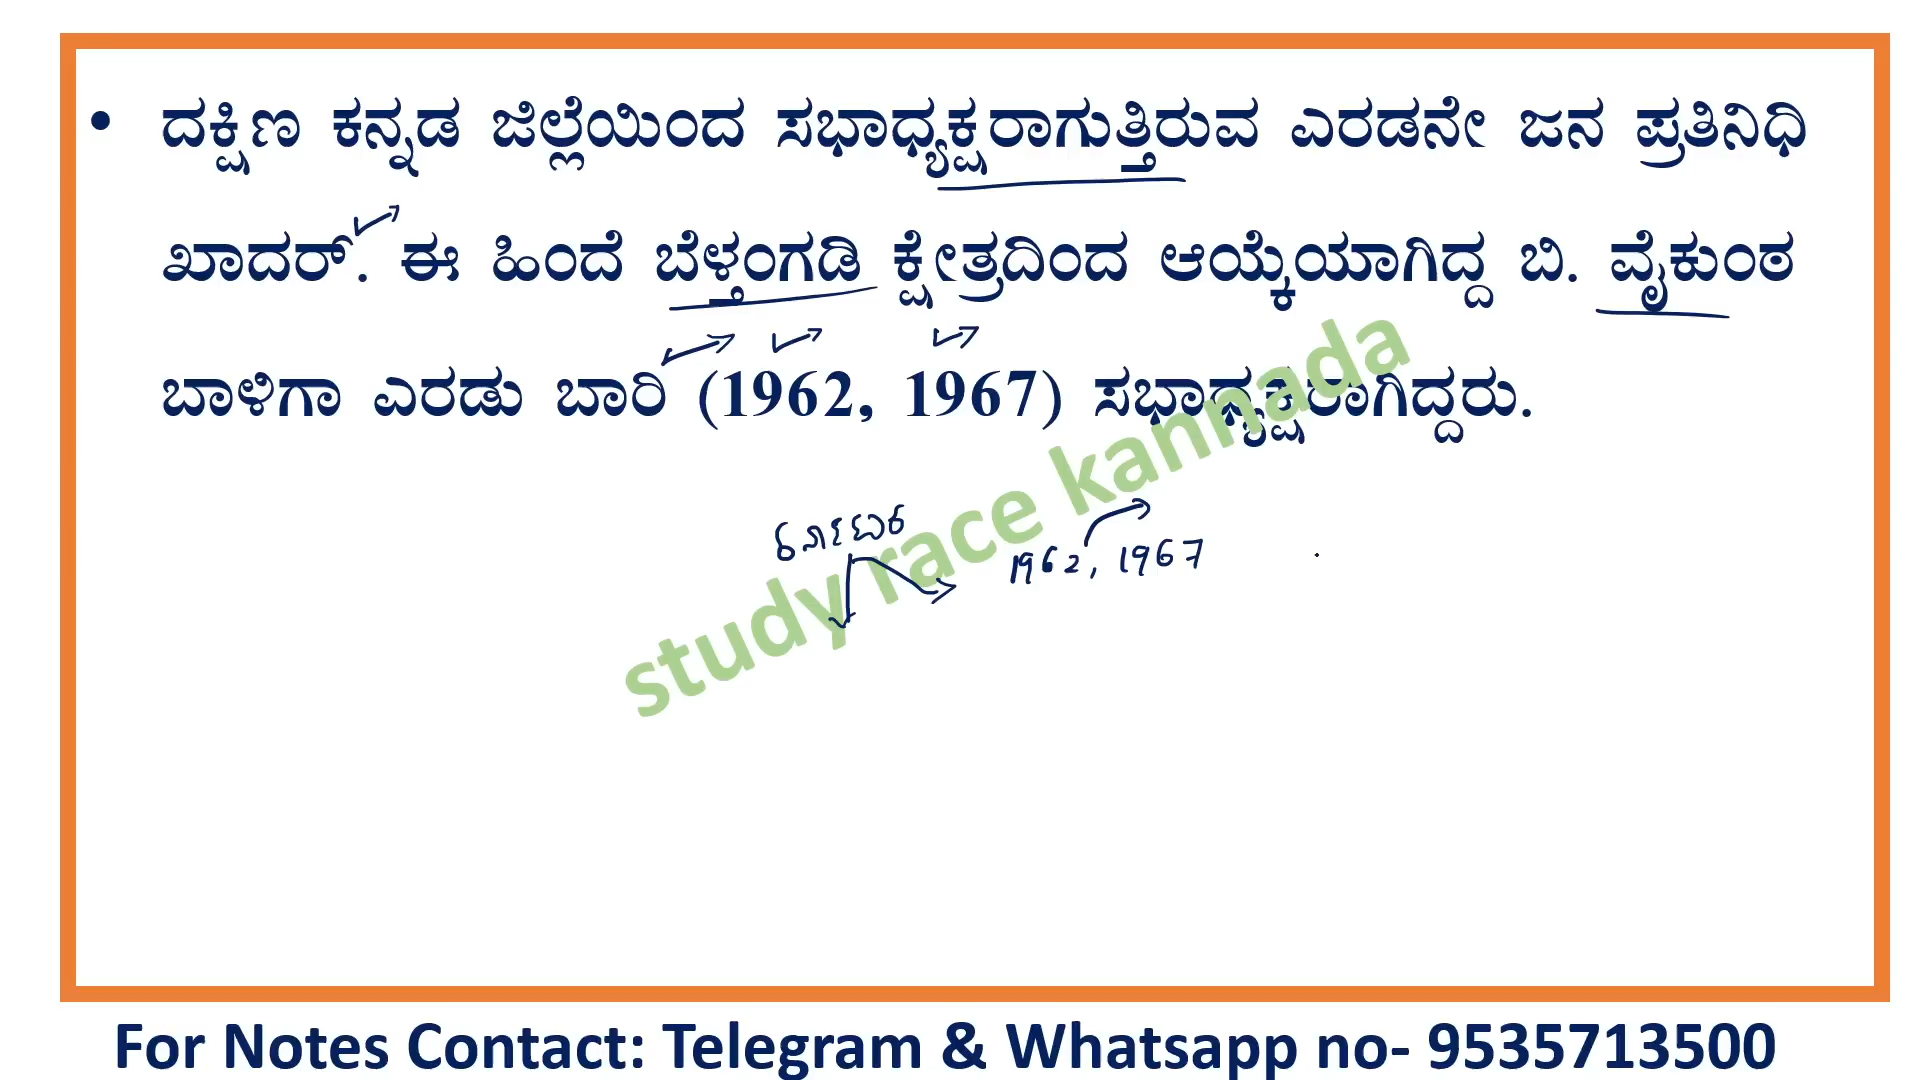 • ದಕ್ಷಿಣ ಕನ್ನಡ ಜಿಲ್ಲೆಯಿಂದ ಸಭಾಧ್ಯಕ್ಷರಾಗುತ್ತಿರುವ ಎರಡನೇ ಜನ ಪ್ರತಿನಿಧಿ
ಖಾದರ್. ಈ ಹಿಂದೆ ಬೆಳ್ತಂಗಡಿ ಕ್ಷೇತ್ರದಿಂದ ಆಯ್ಕೆಯಾಗಿದ್ದ ಬಿ. ವೈಕುಂಠ
ಬಾಳಿಗಾ ಎರಡು ಬಾರಿ (1962, 1967) ಸಭಾಧ್ಯಕ್ಷರಾಗಿದ್ದರು.
1962, 1967
study race kannada
For Notes Contact: Telegram & Whatsapp no- 9535713500